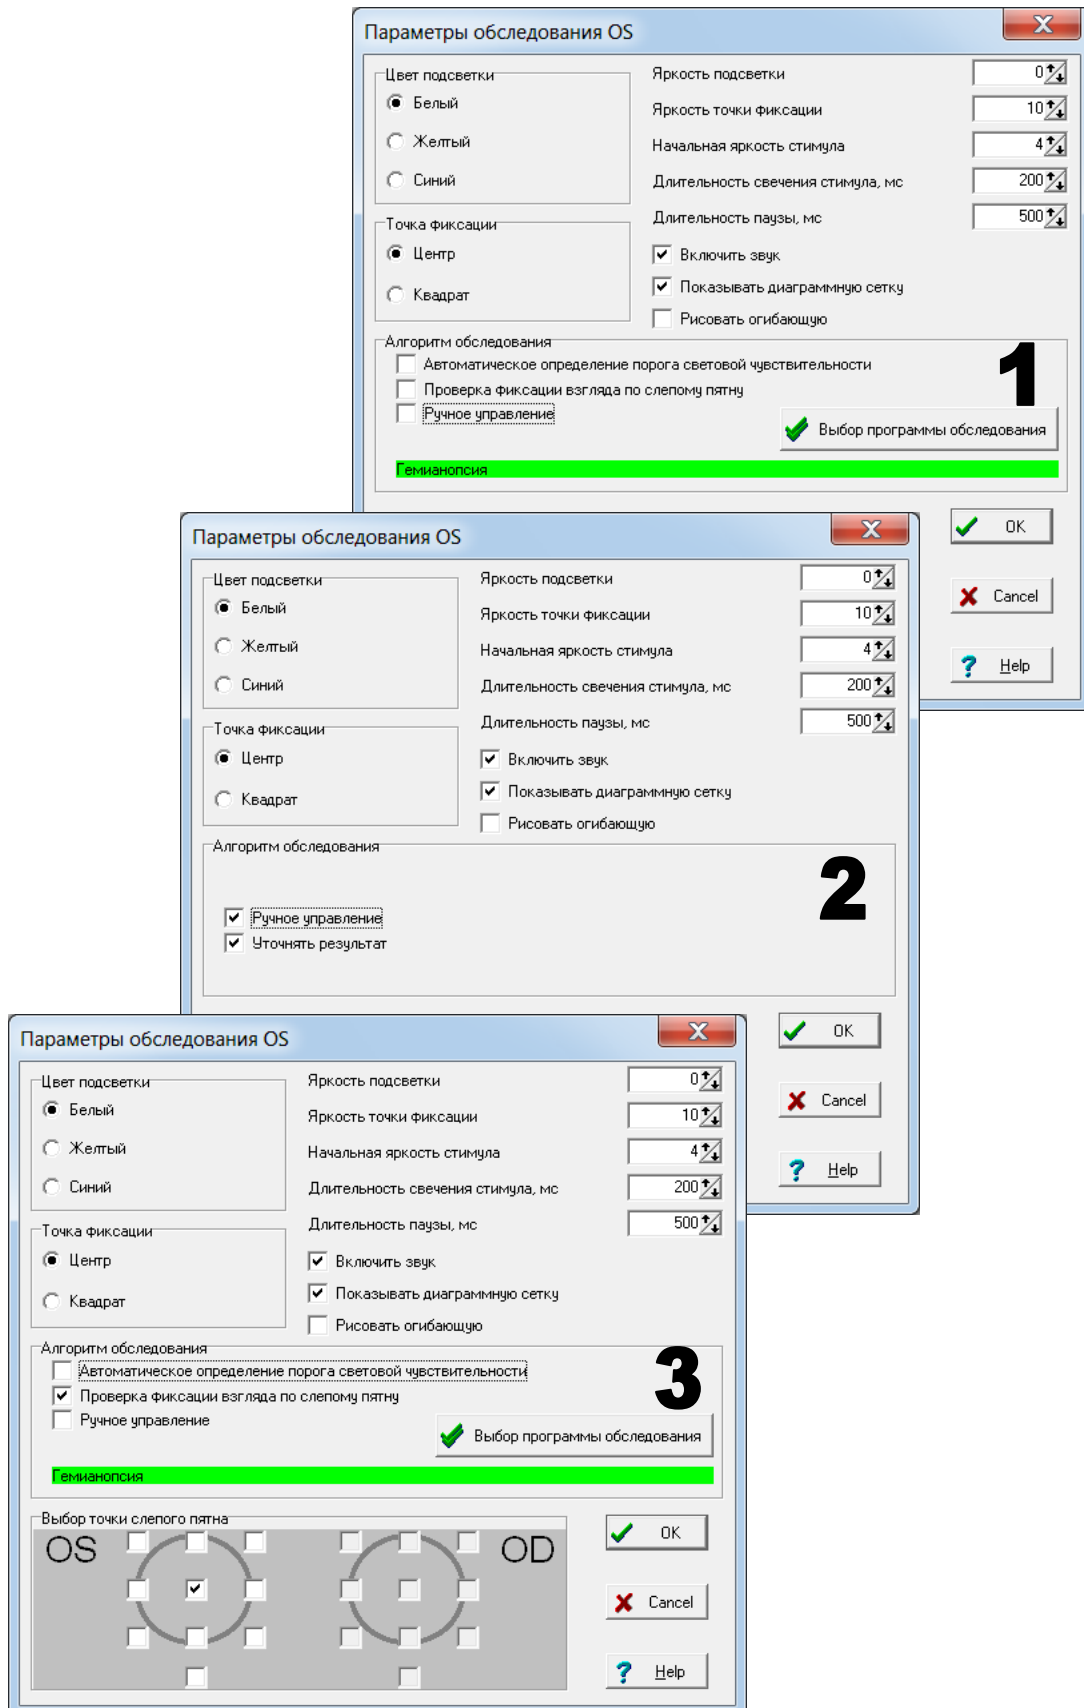 Параметры обследования OS
Цвет подсветки
Белый
Желтый
Синий
Точка фиксации
Центр
Квадрат
Яркость подсветки 0
Яркость точки фиксации 10
Начальная яркость стимула 4
Длительность свечения стимула, мс 200
Длительность паузы, мс 500
Включить звук
Показывать диаграммную сетку
Рисовать огибающую
Алгоритм обследования
Автоматическое определение порога световой чувствительности
Проверка фиксации взгляда по слепому пятну
Ручное управление
1
Выбор программы обследования
Гемианопсия
OK
Cancel
Help
Параметры обследования OS
Цвет подсветки
Белый
Желтый
Синий
Точка фиксации
Центр
Квадрат
Яркость подсветки 0
Яркость точки фиксации 10
Начальная яркость стимула 4
Длительность свечения стимула, мс 200
Длительность паузы, мс 500
Включить звук
Показывать диаграммную сетку
Рисовать огибающую
Алгоритм обследования
2
Ручное управление
Уточнять результат
OK
Cancel
Help
Параметры обследования OS
Цвет подсветки
Белый
Желтый
Синий
Точка фиксации
Центр
Квадрат
Яркость подсветки 0
Яркость точки фиксации 10
Начальная яркость стимула 4
Длительность свечения стимула, мс 200
Длительность паузы, мс 500
Включить звук
Показывать диаграммную сетку
Рисовать огибающую
Алгоритм обследования
Автоматическое определение порога световой чувствительности
Проверка фиксации взгляда по слепому пятну
Ручное управление
3
Выбор программы обследования
Гемианопсия
Выбор точки слепого пятна
OS OD
OK
Cancel
Help